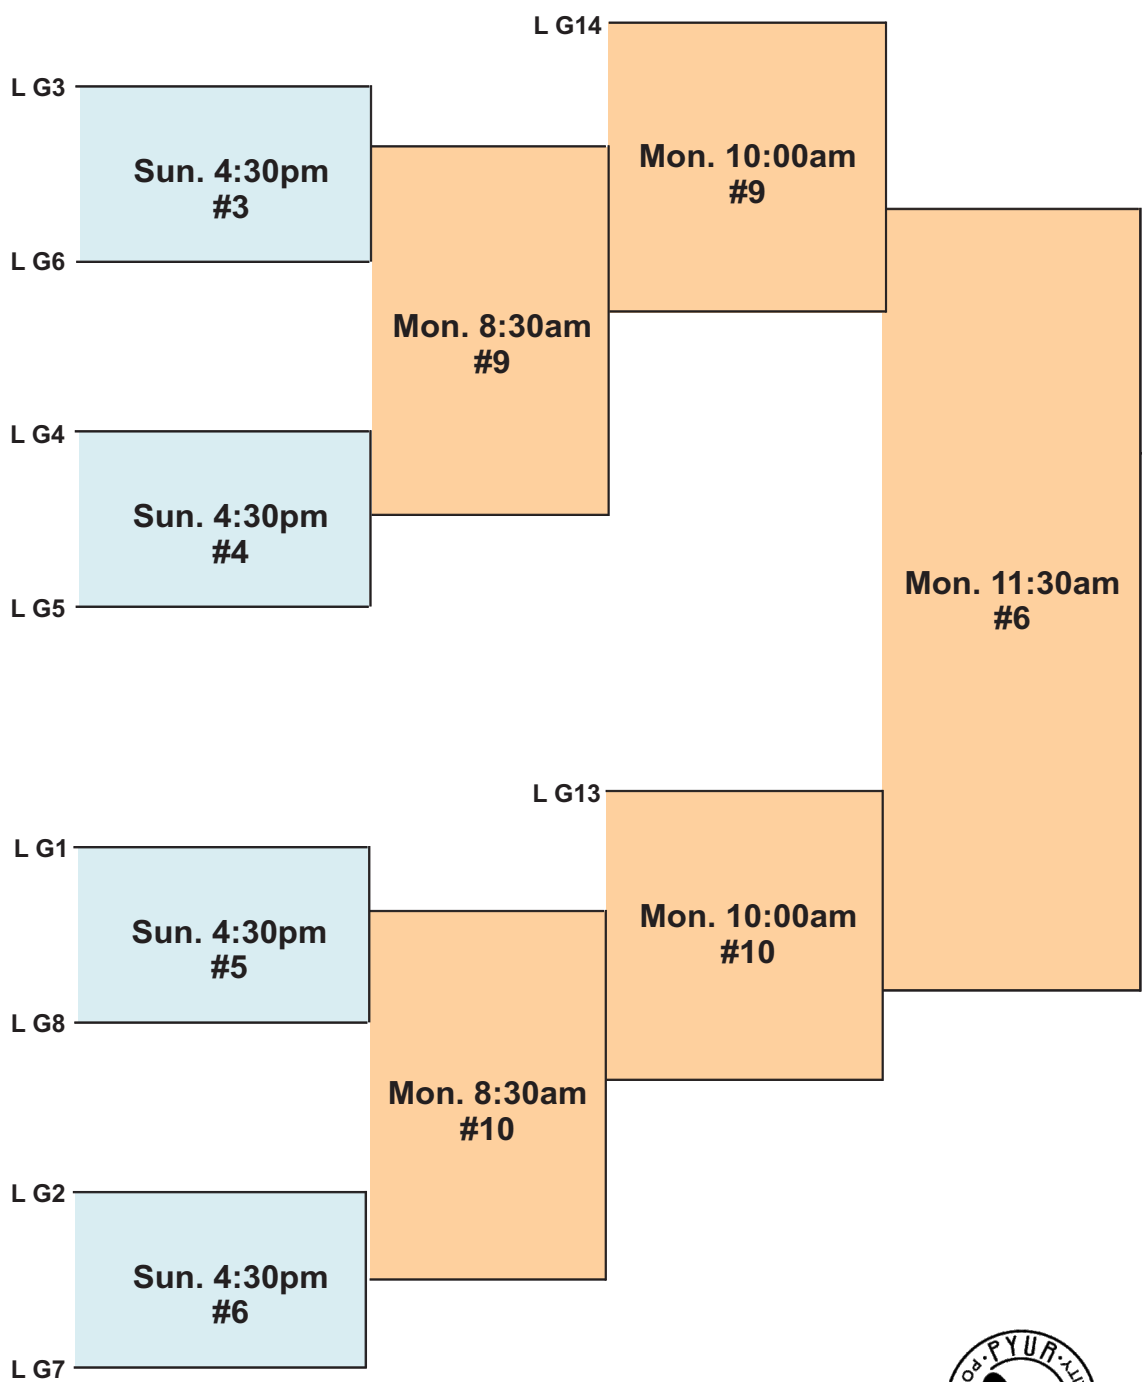 L G14
L G3
Sun. 4:30pm
#3
Mon. 10:00am
#9
L G6
Mon. 8:30am
#9
L G4
Sun. 4:30pm
#4
L G5
Mon. 11:30am
#6
L G13
L G1
Sun. 4:30pm
#5
Mon. 10:00am
#10
L G8
Mon. 8:30am
#10
L G2
Sun. 4:30pm
#6
L G7
PYUR